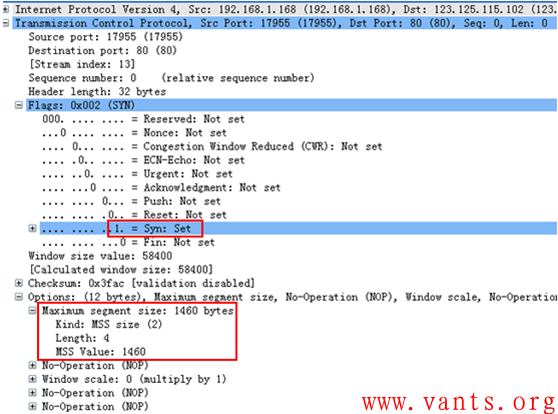 Internet Protocol Version 4, Src: 192.168.1.168 (192.168.1.168), Dst: 123.125.115.102 (123.
Transmission Control Protocol, Src Port: 17955 (17955), Dst Port: 80 (80), Seq: 0, Len: 0
Source port: 17955 (17955)
Destination port: 80 (80)
[Stream index: 13]
Sequence number: 0    (relative sequence number)
Header length: 32 bytes
Flags: 0x002 (SYN)
000. .... .... = Reserved: Not set
...0 .... .... = Nonce: Not set
.... 0... .... = Congestion Window Reduced (CWR): Not set
.... .0.. .... = ECN-Echo: Not set
.... ..0. .... = Urgent: Not set
.... ...0 .... = Acknowledgment: Not set
.... .... 0... = Push: Not set
.... .... .0.. = Reset: Not set
.... .... ..1. = Syn: Set
.... .... ...0 = Fin: Not set
Window size value: 58400
[Calculated window size: 58400]
Checksum: 0x3fac [validation disabled]
Options: (12 bytes), Maximum segment size, No-Operation (NOP), Window scale, No-Operation
Maximum segment size: 1460 bytes
Kind: MSS size (2)
Length: 4
MSS Value: 1460
No-Operation (NOP)
Window scale: 0 (multiply by 1)
No-Operation (NOP)
No-Operation (NOP)
www.vants.org